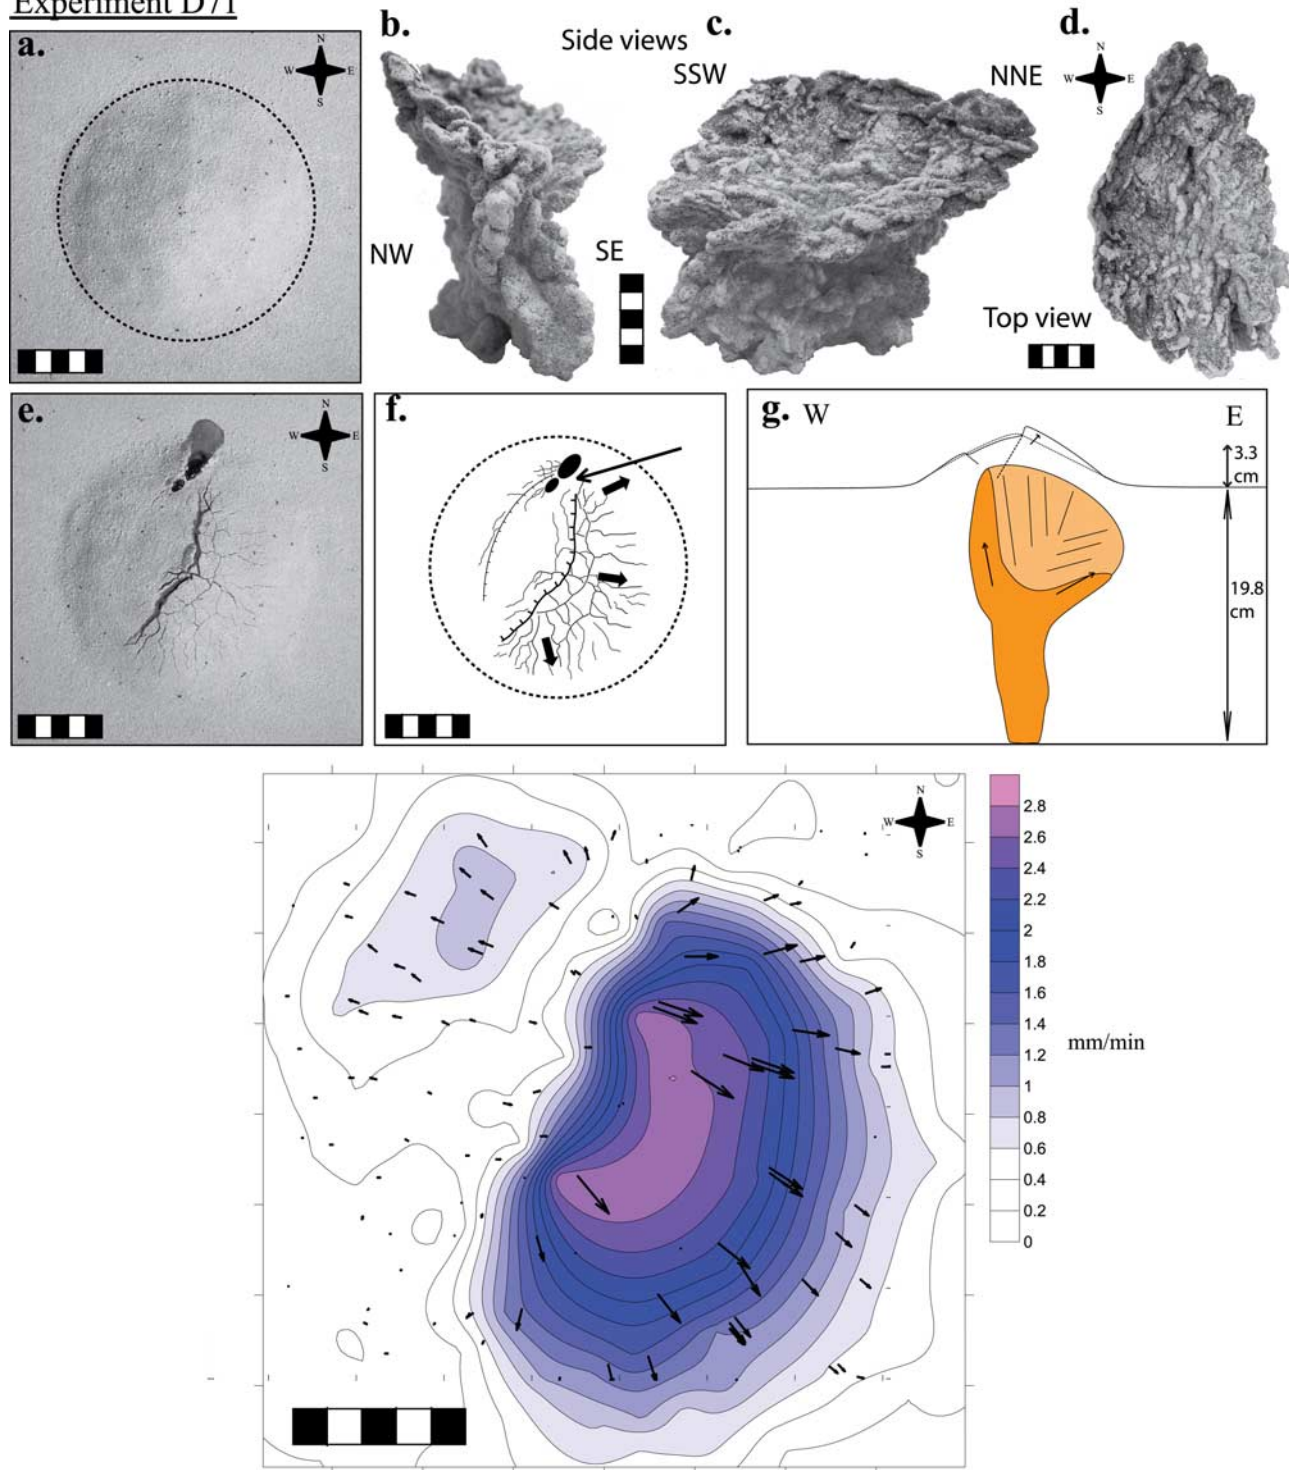 Experiment D71
a.
N
W E
S
b.
Side views
c.
SSW
NNE
d.
N
W E
S
NW
SE
Top view
e.
N
W E
S
f.
g. W
E
3.3
cm
19.8
cm
N
W E
S
2.8
2.6
2.4
2.2
2
1.8
1.6
1.4
1.2
1
0.8
0.6
0.4
0.2
0
mm/min